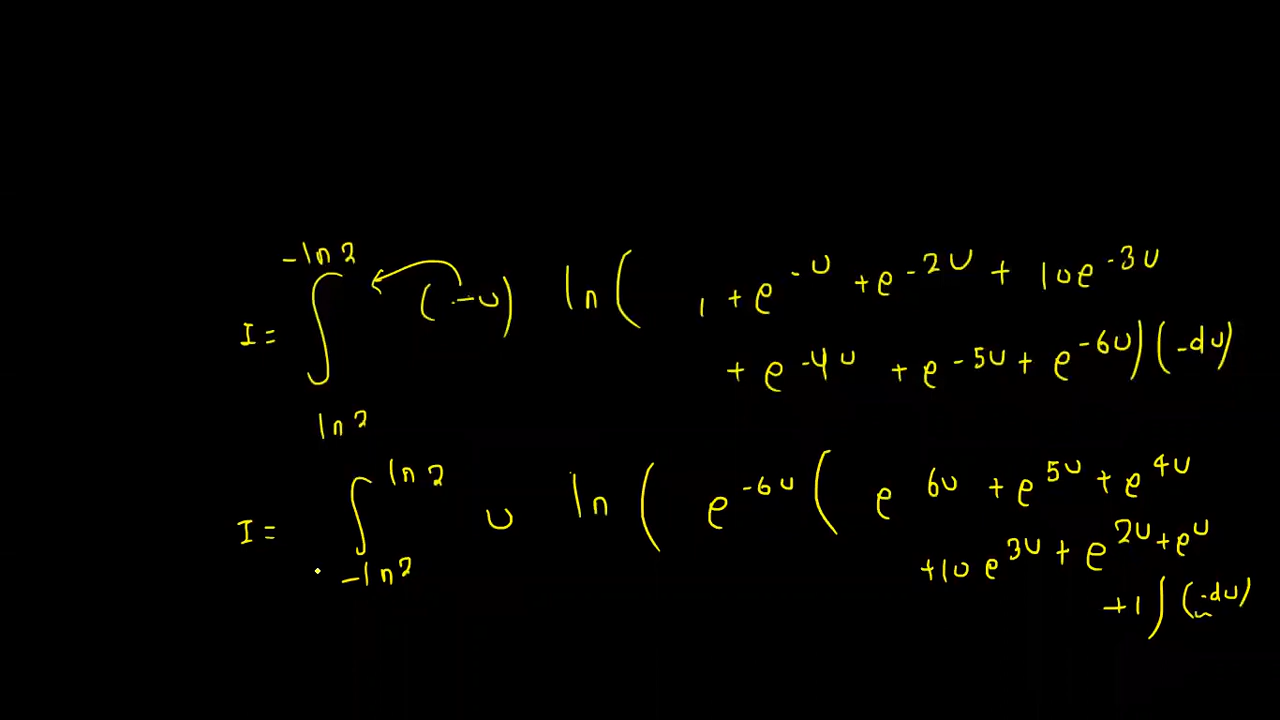 -ln 2
I = ∫ (-u) ln( 1 + e^{-u} + e^{-2u} + 10e^{-3u}
+ e^{-4u} + e^{-5u} + e^{-6u}) (-du)
ln 2
ln 2
I = ∫ u ln( e^{-6u} ( e^{6u} + e^{5u} + e^{4u}
+10 e^{3u} + e^{2u} + e^{u}
-ln 2
+1) (-du)